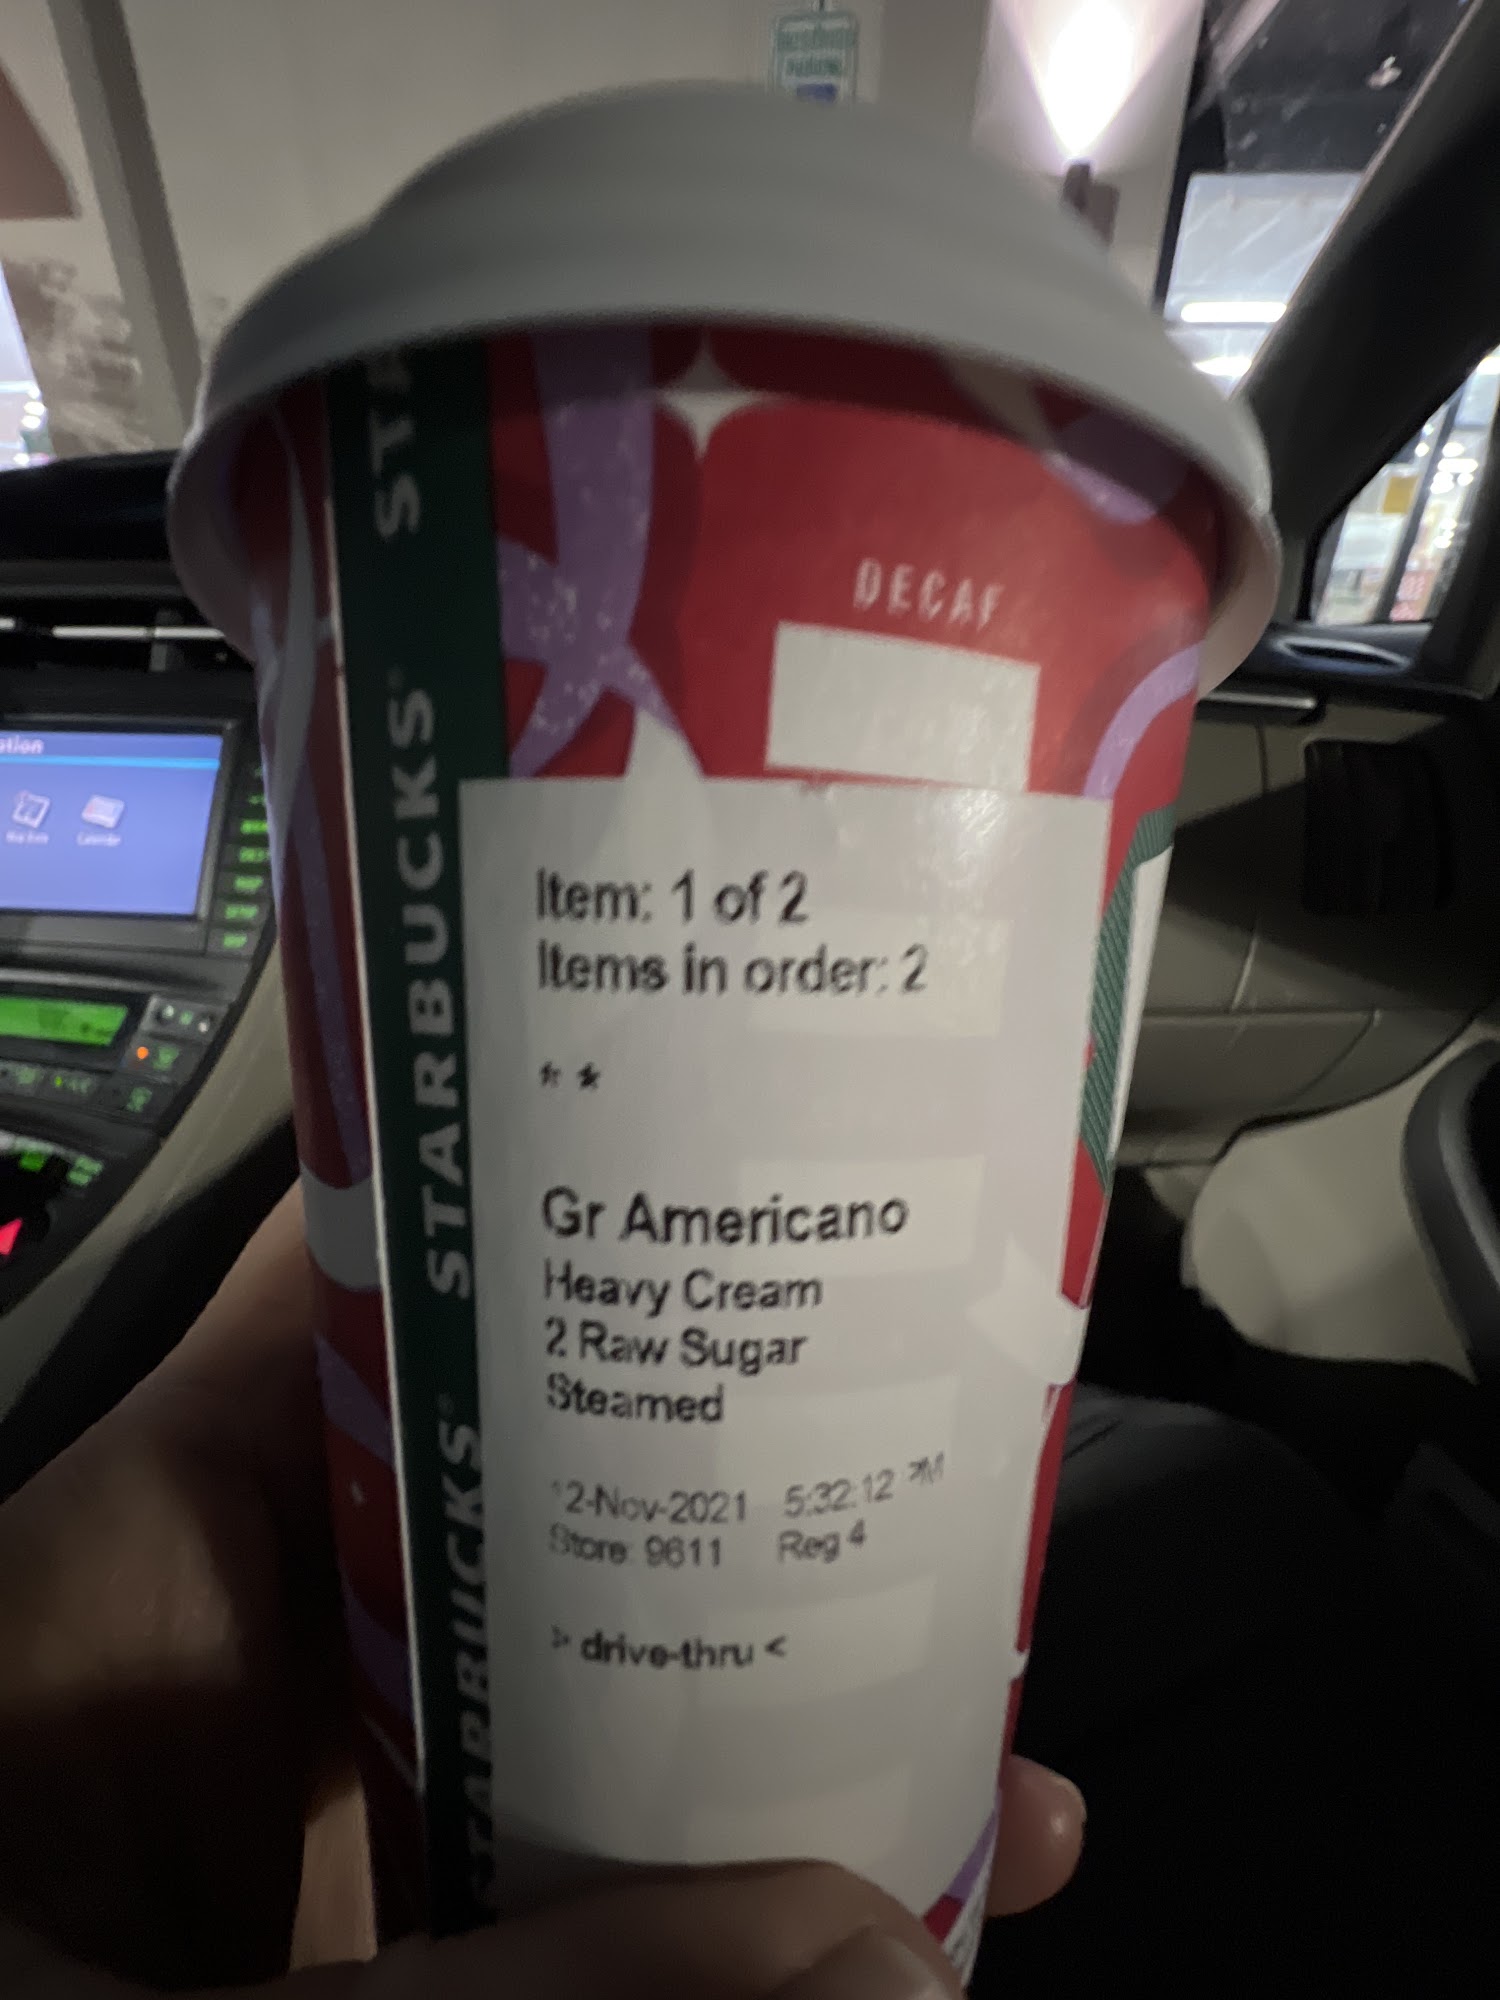 STARBUCKS
STARBUCKS
DECAF
Item: 1 of 2
Items in order: 2
* *
Gr Americano
Heavy Cream
2 Raw Sugar
Steamed
12-Nov-2021 5:32:12 PM
Store: 9611 Reg 4
> drive-thru <